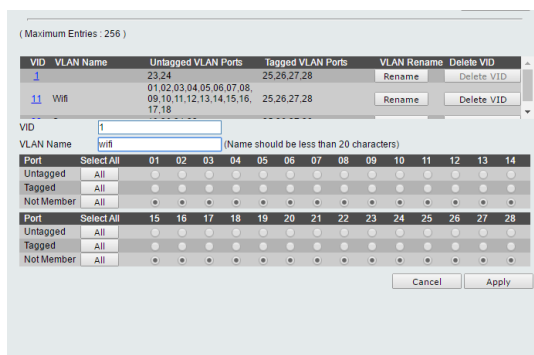 ( Maximum Entries : 256 )
VID VLAN Name Untagged VLAN Ports Tagged VLAN Ports VLAN Rename Delete VID
1 23,24 25,26,27,28 Rename Delete VID
01,02,03,04,05,06,07,08,
11 Wifi 09,10,11,12,13,14,15,16, 25,26,27,28 Rename Delete VID
17,18
VID 1
VLAN Name wifi (Name should be less than 20 characters)
Port Select All 01 02 03 04 05 06 07 08 09 10 11 12 13 14
Untagged All
Tagged All
Not Member All
Port Select All 15 16 17 18 19 20 21 22 23 24 25 26 27 28
Untagged All
Tagged All
Not Member All
Cancel Apply